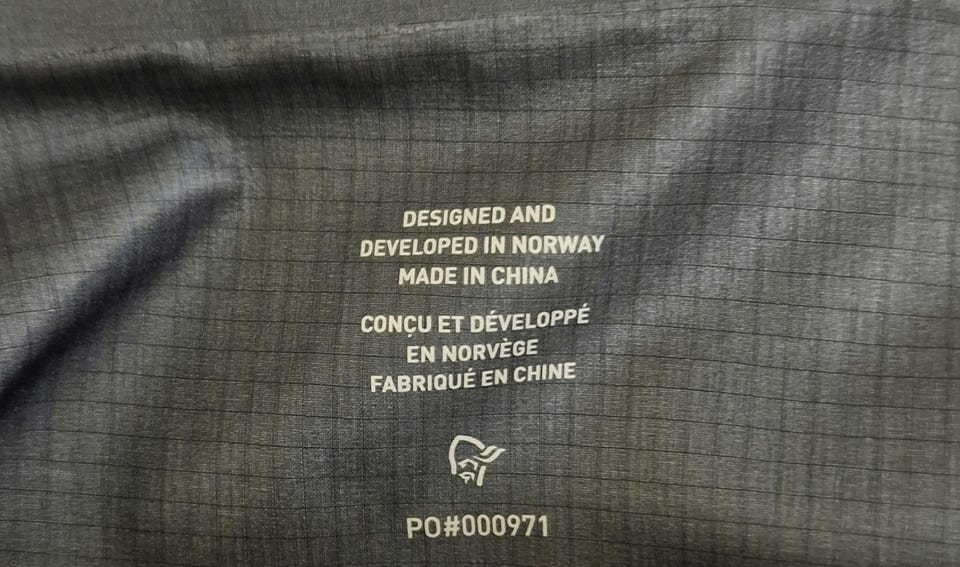 DESIGNED AND
DEVELOPED IN NORWAY
MADE IN CHINA
CONÇU ET DÉVELOPPÉ
EN NORVÈGE
FABRIQUÉ EN CHINE
PO#000971